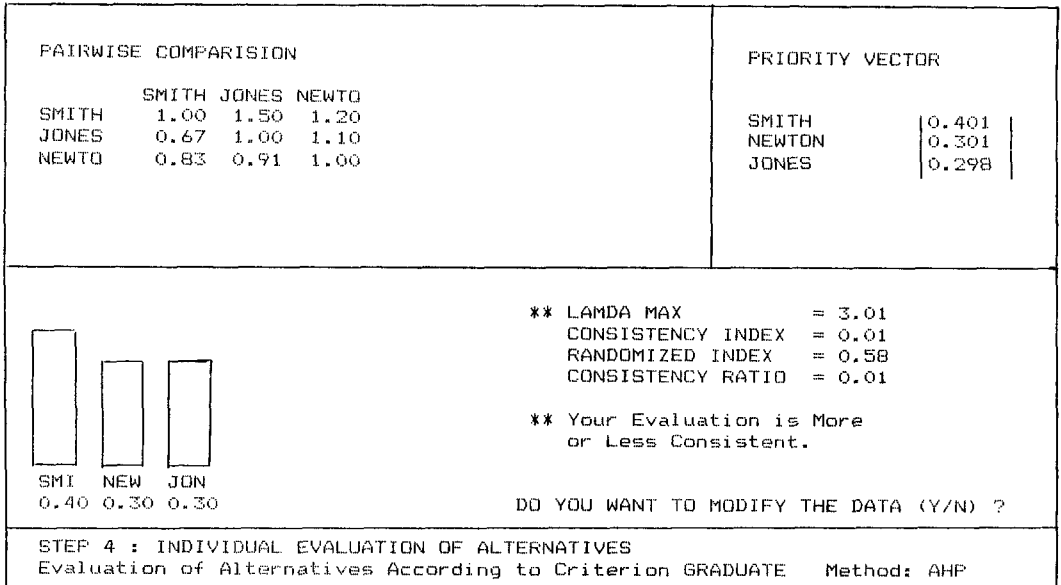 PAIRWISE COMPARISION
SMITH JONES NEWTO
SMITH 1.00 1.50 1.20
JONES 0.67 1.00 1.10
NEWTO 0.83 0.91 1.00
PRIORITY VECTOR
SMITH 0.401
NEWTON 0.301
JONES 0.298
SMI NEW JON
0.40 0.30 0.30
** LAMDA MAX = 3.01
CONSISTENCY INDEX = 0.01
RANDOMIZED INDEX = 0.58
CONSISTENCY RATIO = 0.01
** Your Evaluation is More
or Less Consistent.
DO YOU WANT TO MODIFY THE DATA (Y/N) ?
STEP 4 : INDIVIDUAL EVALUATION OF ALTERNATIVES
Evaluation of Alternatives According to Criterion GRADUATE Method: AHP